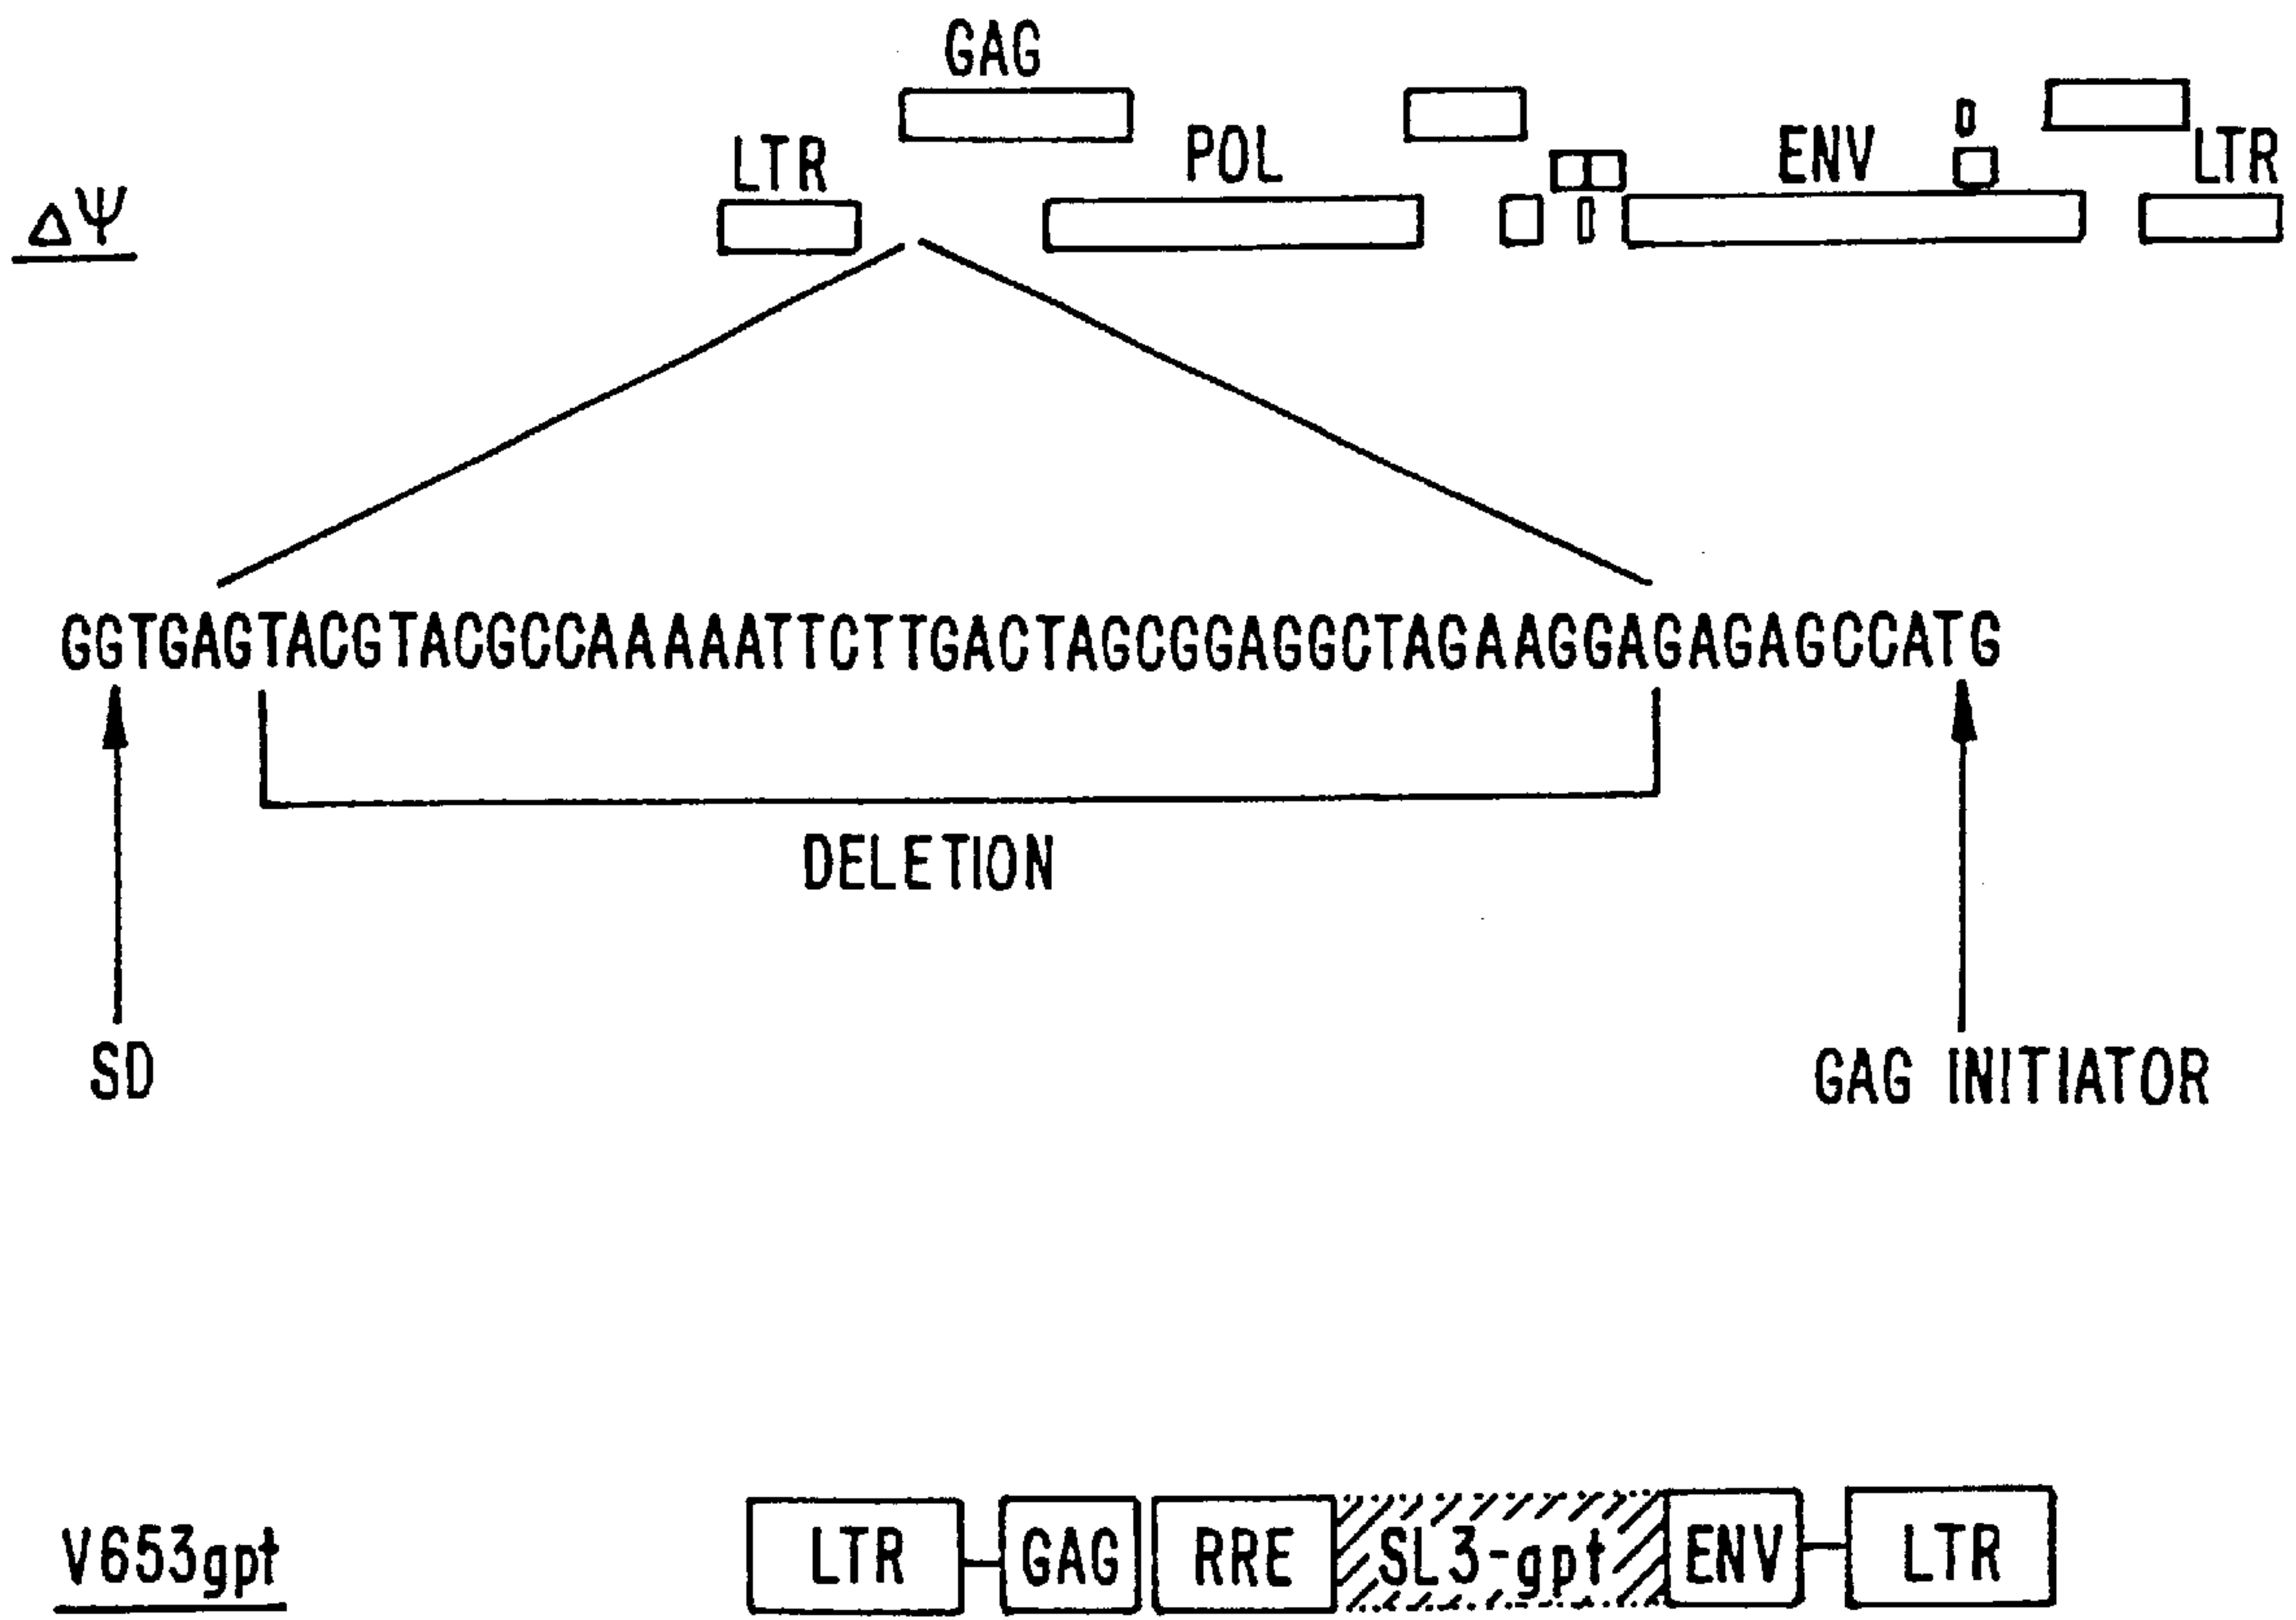 GAG
LTR POL ENV LTR
ΔΨ
GGTGAGTACGTACGCCAAAAATTCTTGACTAGCGGAGGCTAGAAGGAGAGAGCCATG
DELETION
SD GAG INITIATOR
V653gpt LTR GAG RRE SL3-gpt ENV LTR